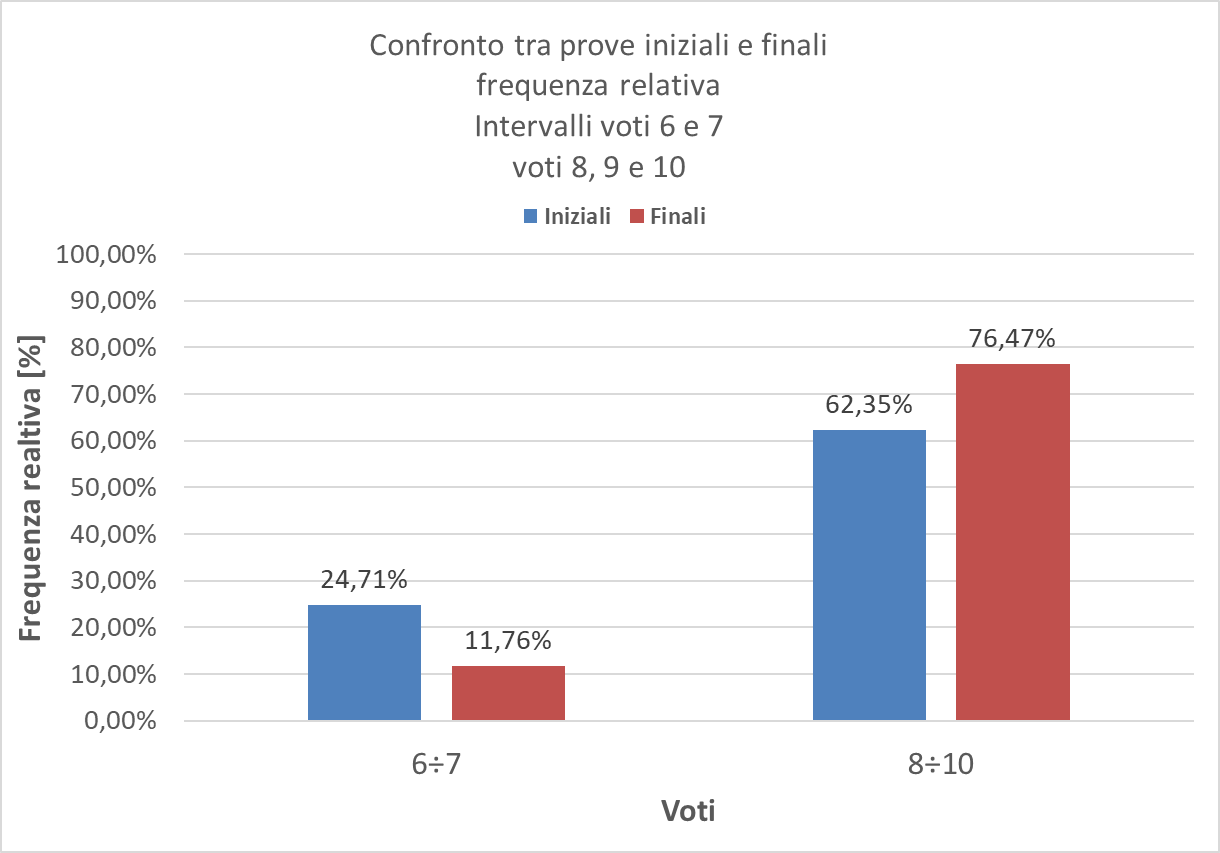 Confronto tra prove iniziali e finali
frequenza relativa
Intervalli voti 6 e 7
voti 8, 9 e 10
Iniziali Finali
100,00%
90,00%
80,00%
70,00%
60,00%
50,00%
40,00%
30,00%
20,00%
10,00%
0,00%
Frequenza realtiva [%]
24,71%
11,76%
62,35%
76,47%
6÷7
8÷10
Voti